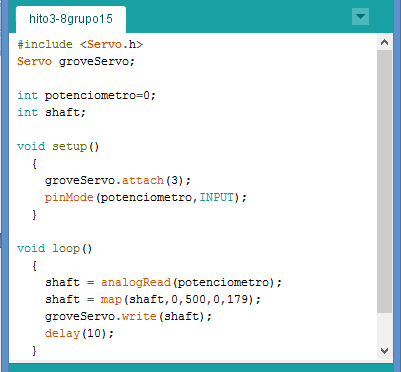 hito3-8grupo15
#include <Servo.h>
Servo groveServo;
int potenciometro=0;
int shaft;
void setup()
{
groveServo.attach(3);
pinMode(potenciometro,INPUT);
}
void loop()
{
shaft = analogRead(potenciometro);
shaft = map(shaft,0,500,0,179);
groveServo.write(shaft);
delay(10);
}